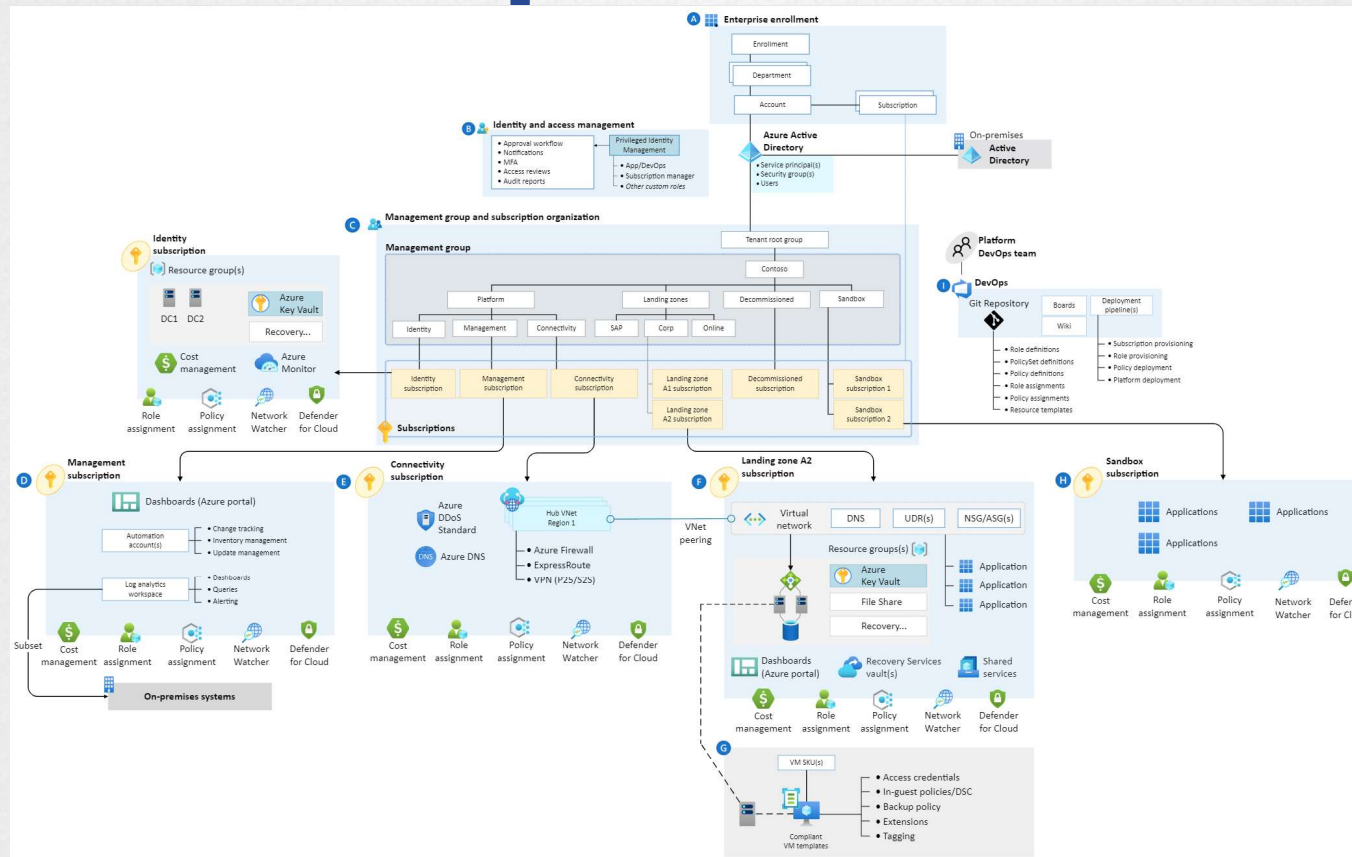 A
Enterprise enrollment
Enrollment
Department
Account
Subscription
B
Identity and access management
• Approval workflow
• Notifications
• MFA
• Access reviews
• Audit reports
Privileged Identity
Management
• App/DevOps
• Subscription manager
• Other custom roles
Azure Active
Directory
• Service principal(s)
• Security group(s)
• Users
On-premises
Active
Directory
C
Management group and subscription organization
Management group
Tenant root group
Contoso
Platform
Landing zones
Decommissioned
Sandbox
Identity
Management
Connectivity
SAP
Corp
Online
Identity
subscription
Management
subscription
Connectivity
subscription
Landing zone
A1 subscription
Landing zone
A2 subscription
Decommissioned
subscription
Sandbox
subscription 1
Sandbox
subscription 2
Subscriptions
Identity
subscription
Resource group(s)
DC1
DC2
Azure
Key Vault
Recovery...
Cost
management
Azure
Monitor
Role
assignment
Policy
assignment
Network
Watcher
Defender
for Cloud
Platform
DevOps team
I
DevOps
Git Repository
Boards
Wiki
Deployment
pipeline(s)
• Role definitions
• PolicySet definitions
• Policy definitions
• Role assignments
• Policy assignments
• Resource templates
• Subscription provisioning
• Role provisioning
• Policy deployment
• Platform deployment
D
Management
subscription
Dashboards (Azure portal)
Automation
account(s)
• Change tracking
• Inventory management
• Update management
Log analytics
workspace
• Dashboards
• Queries
• Alerting
Subset
Cost
management
Role
assignment
Policy
assignment
Network
Watcher
Defender
for Cloud
On-premises systems
E
Connectivity
subscription
Azure
DDoS
Standard
DNS
Azure DNS
Hub VNet
Region 1
• Azure Firewall
• ExpressRoute
• VPN (P2S/S2S)
VNet
peering
Cost
management
Role
assignment
Policy
assignment
Network
Watcher
Defender
for Cloud
F
Landing zone A2
subscription
Virtual
network
DNS
UDR(s)
NSG/ASG(s)
Resource groups(s)
Azure
Key Vault
File Share
Recovery...
Application
Application
Application
Dashboards
(Azure portal)
Recovery Services
vault(s)
Shared
services
Cost
management
Role
assignment
Policy
assignment
Network
Watcher
Defender
for Cloud
G
VM SKU(s)
Compliant
VM templates
• Access credentials
• In-guest policies/DSC
• Backup policy
• Extensions
• Tagging
H
Sandbox
subscription
Applications
Applications
Applications
Cost
management
Role
assignment
Policy
assignment
Network
Watcher